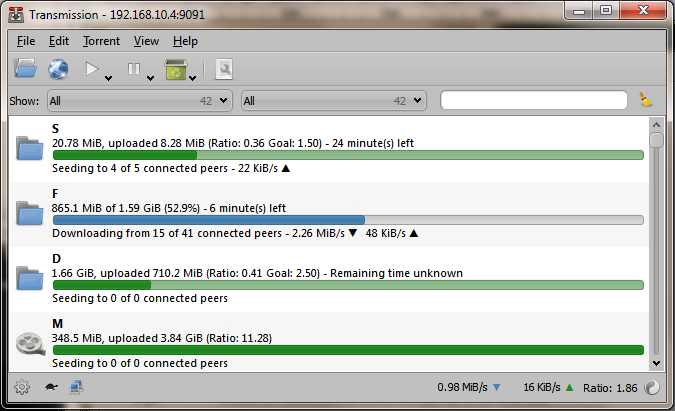 Transmission - 192.168.10.4:9091
File Edit Torrent View Help
Show: All 42 All 42
S
20.78 MiB, uploaded 8.28 MiB (Ratio: 0.36 Goal: 1.50) - 24 minute(s) left
Seeding to 4 of 5 connected peers - 22 KiB/s ▲
F
865.1 MiB of 1.59 GiB (52.9%) - 6 minute(s) left
Downloading from 15 of 41 connected peers - 2.26 MiB/s ▼ 48 KiB/s ▲
D
1.66 GiB, uploaded 710.2 MiB (Ratio: 0.41 Goal: 2.50) - Remaining time unknown
Seeding to 0 of 0 connected peers
M
348.5 MiB, uploaded 3.84 GiB (Ratio: 11.28)
Seeding to 0 of 0 connected peers
0.98 MiB/s ▼ 16 KiB/s ▲ Ratio: 1.86